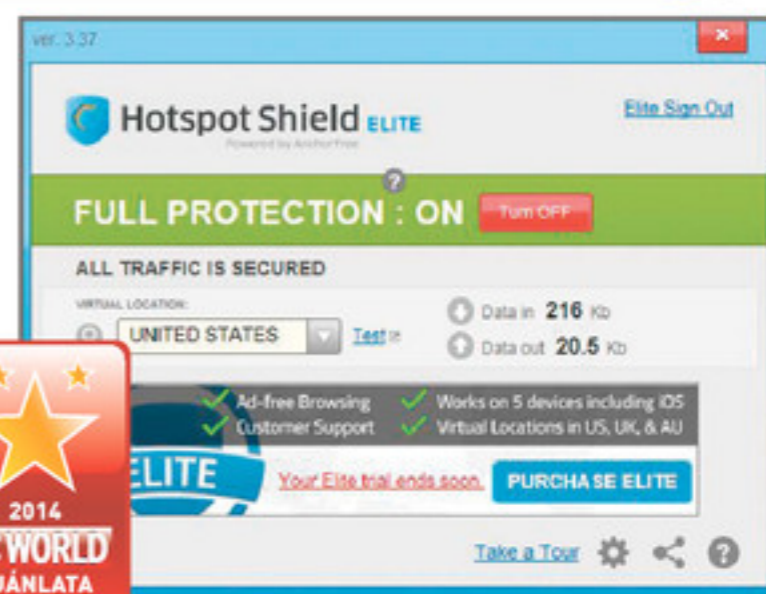 ver. 3.37
Hotspot Shield ELITE
Powered by AnchorFree
Elite Sign Out
FULL PROTECTION : ON
Turn OFF
ALL TRAFFIC IS SECURED
VIRTUAL LOCATION:
UNITED STATES
Test
Data in 216 Kb
Data out 20.5 Kb
Ad-free Browsing
Works on 5 devices including iOS
Customer Support
Virtual Locations in US, UK, & AU
ELITE
Your Elite trial ends soon.
PURCHASE ELITE
Take a Tour
2014
WORLD